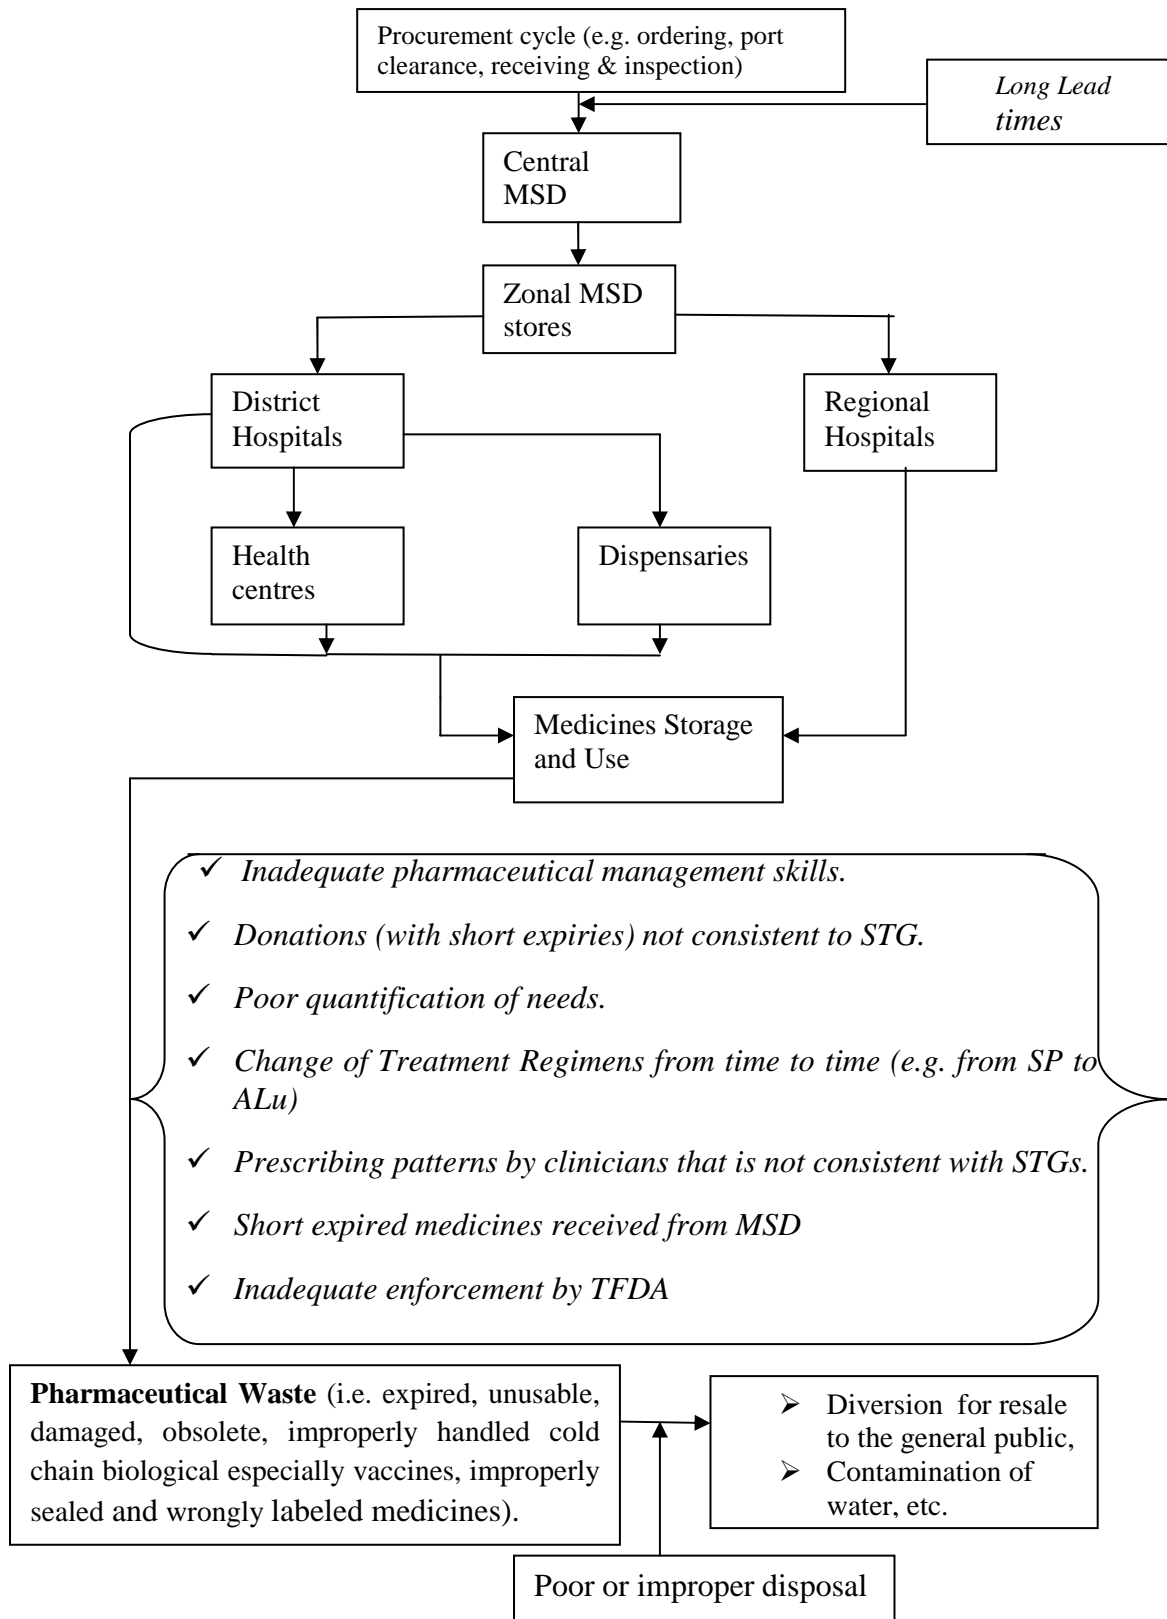 Procurement cycle (e.g. ordering, port
clearance, receiving & inspection)
Long Lead
times
Central
MSD
Zonal MSD
stores
District
Hospitals
Regional
Hospitals
Health
centres
Dispensaries
Medicines Storage
and Use
✓ Inadequate pharmaceutical management skills.
✓ Donations (with short expiries) not consistent to STG.
✓ Poor quantification of needs.
✓ Change of Treatment Regimens from time to time (e.g. from SP to
ALu)
✓ Prescribing patterns by clinicians that is not consistent with STGs.
✓ Short expired medicines received from MSD
✓ Inadequate enforcement by TFDA
Pharmaceutical Waste (i.e. expired, unusable,
damaged, obsolete, improperly handled cold
chain biological especially vaccines, improperly
sealed and wrongly labeled medicines).
➢ Diversion for resale
to the general public,
➢ Contamination of
water, etc.
Poor or improper disposal